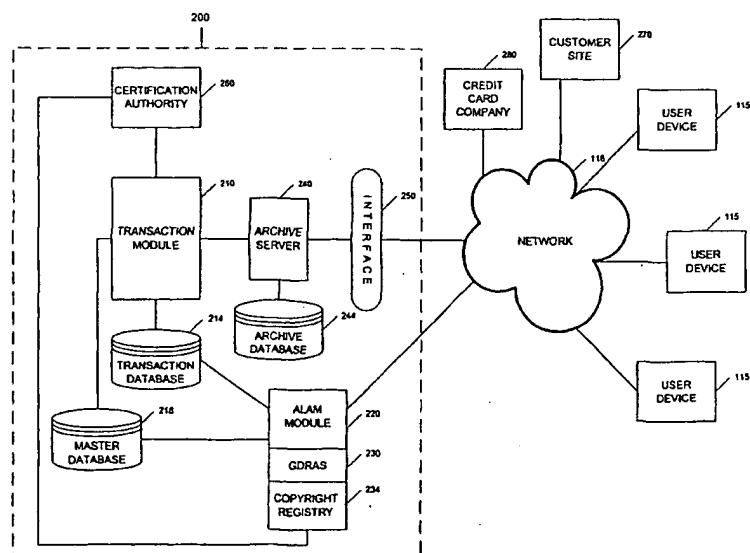 200
260
CERTIFICATION
AUTHORITY
280
CREDIT
CARD
COMPANY
CUSTOMER
SITE
270
115
USER
DEVICE
210
TRANSACTION
MODULE
240
ARCHIVE
SERVER
INTERFACE
250
116
NETWORK
115
USER
DEVICE
214
TRANSACTION
DATABASE
244
ARCHIVE
DATABASE
218
MASTER
DATABASE
ALAM
MODULE
220
GDRAS
230
COPYRIGHT
REGISTRY
234
115
USER
DEVICE